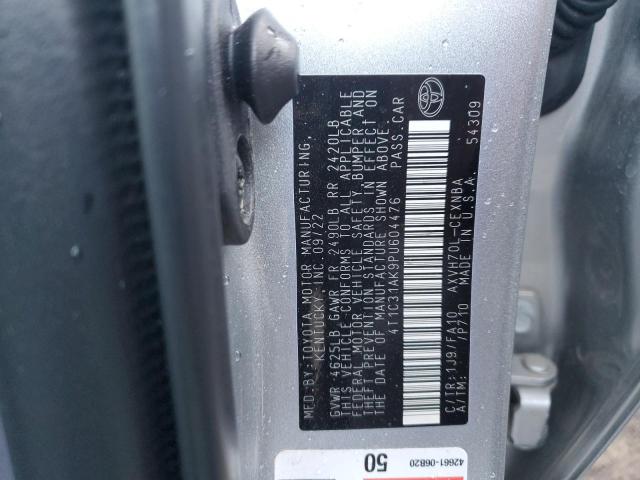 MFD.BY:TOYOTA MOTOR MANUFACTURING,
KENTUCKY,INC.09/22
GVWR 4625LB GAWR FR 2490LB RR 2420LB
THIS VEHICLE CONFORMS TO ALL APPLICABLE
FEDERAL MOTOR VEHICLE SAFETY, BUMPER AND
THEFT PREVENTION STANDARDS IN EFFECT ON
THE DATE OF MANUFACTURE SHOWN ABOVE.
4T1C31AK9PU604476 PASS.CAR
C/TR:1J9/FA10 AXVH70L-CEXNBA
A/TM: /P710 MADE IN U.S.A.
54309
50
42661-06B20